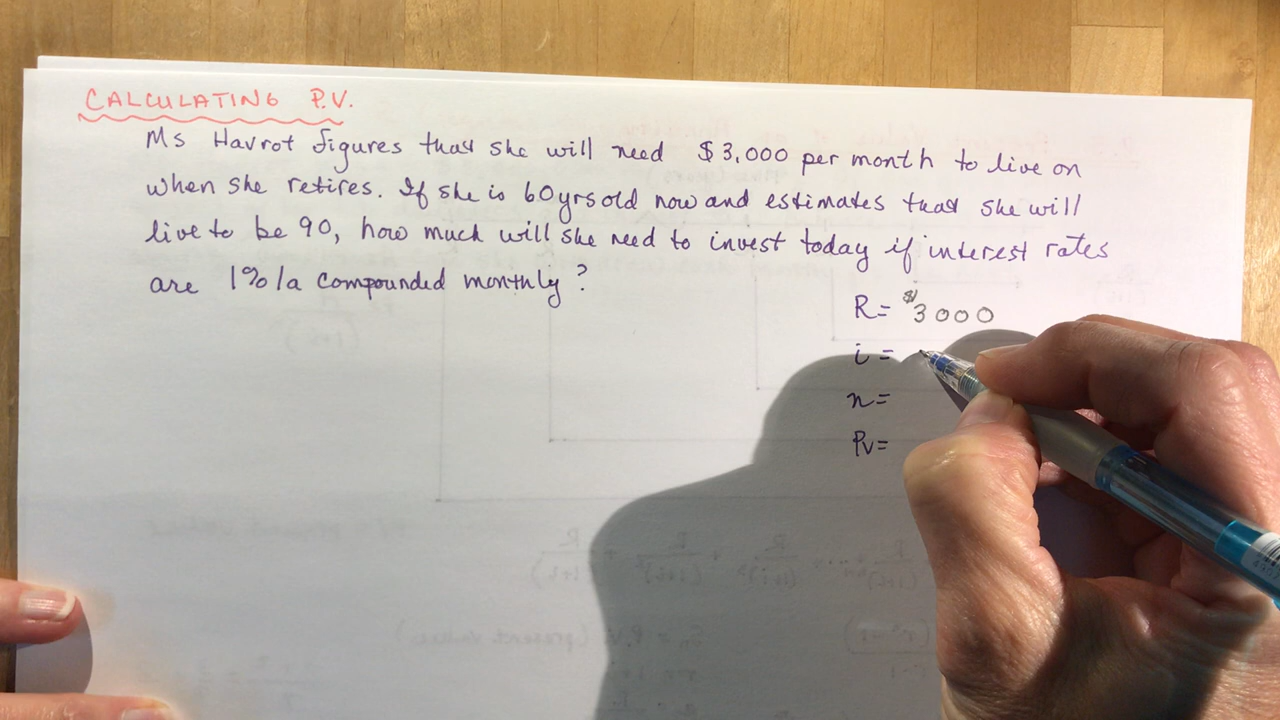 CALCULATING P.V.
Ms Havrot figures that she will need $3,000 per month to live on
when she retires. If she is 60 yrs old now and estimates that she will
live to be 90, how much will she need to invest today if interest rates
are 1%/a compounded monthly?
R = $3000
i =
n =
PV =